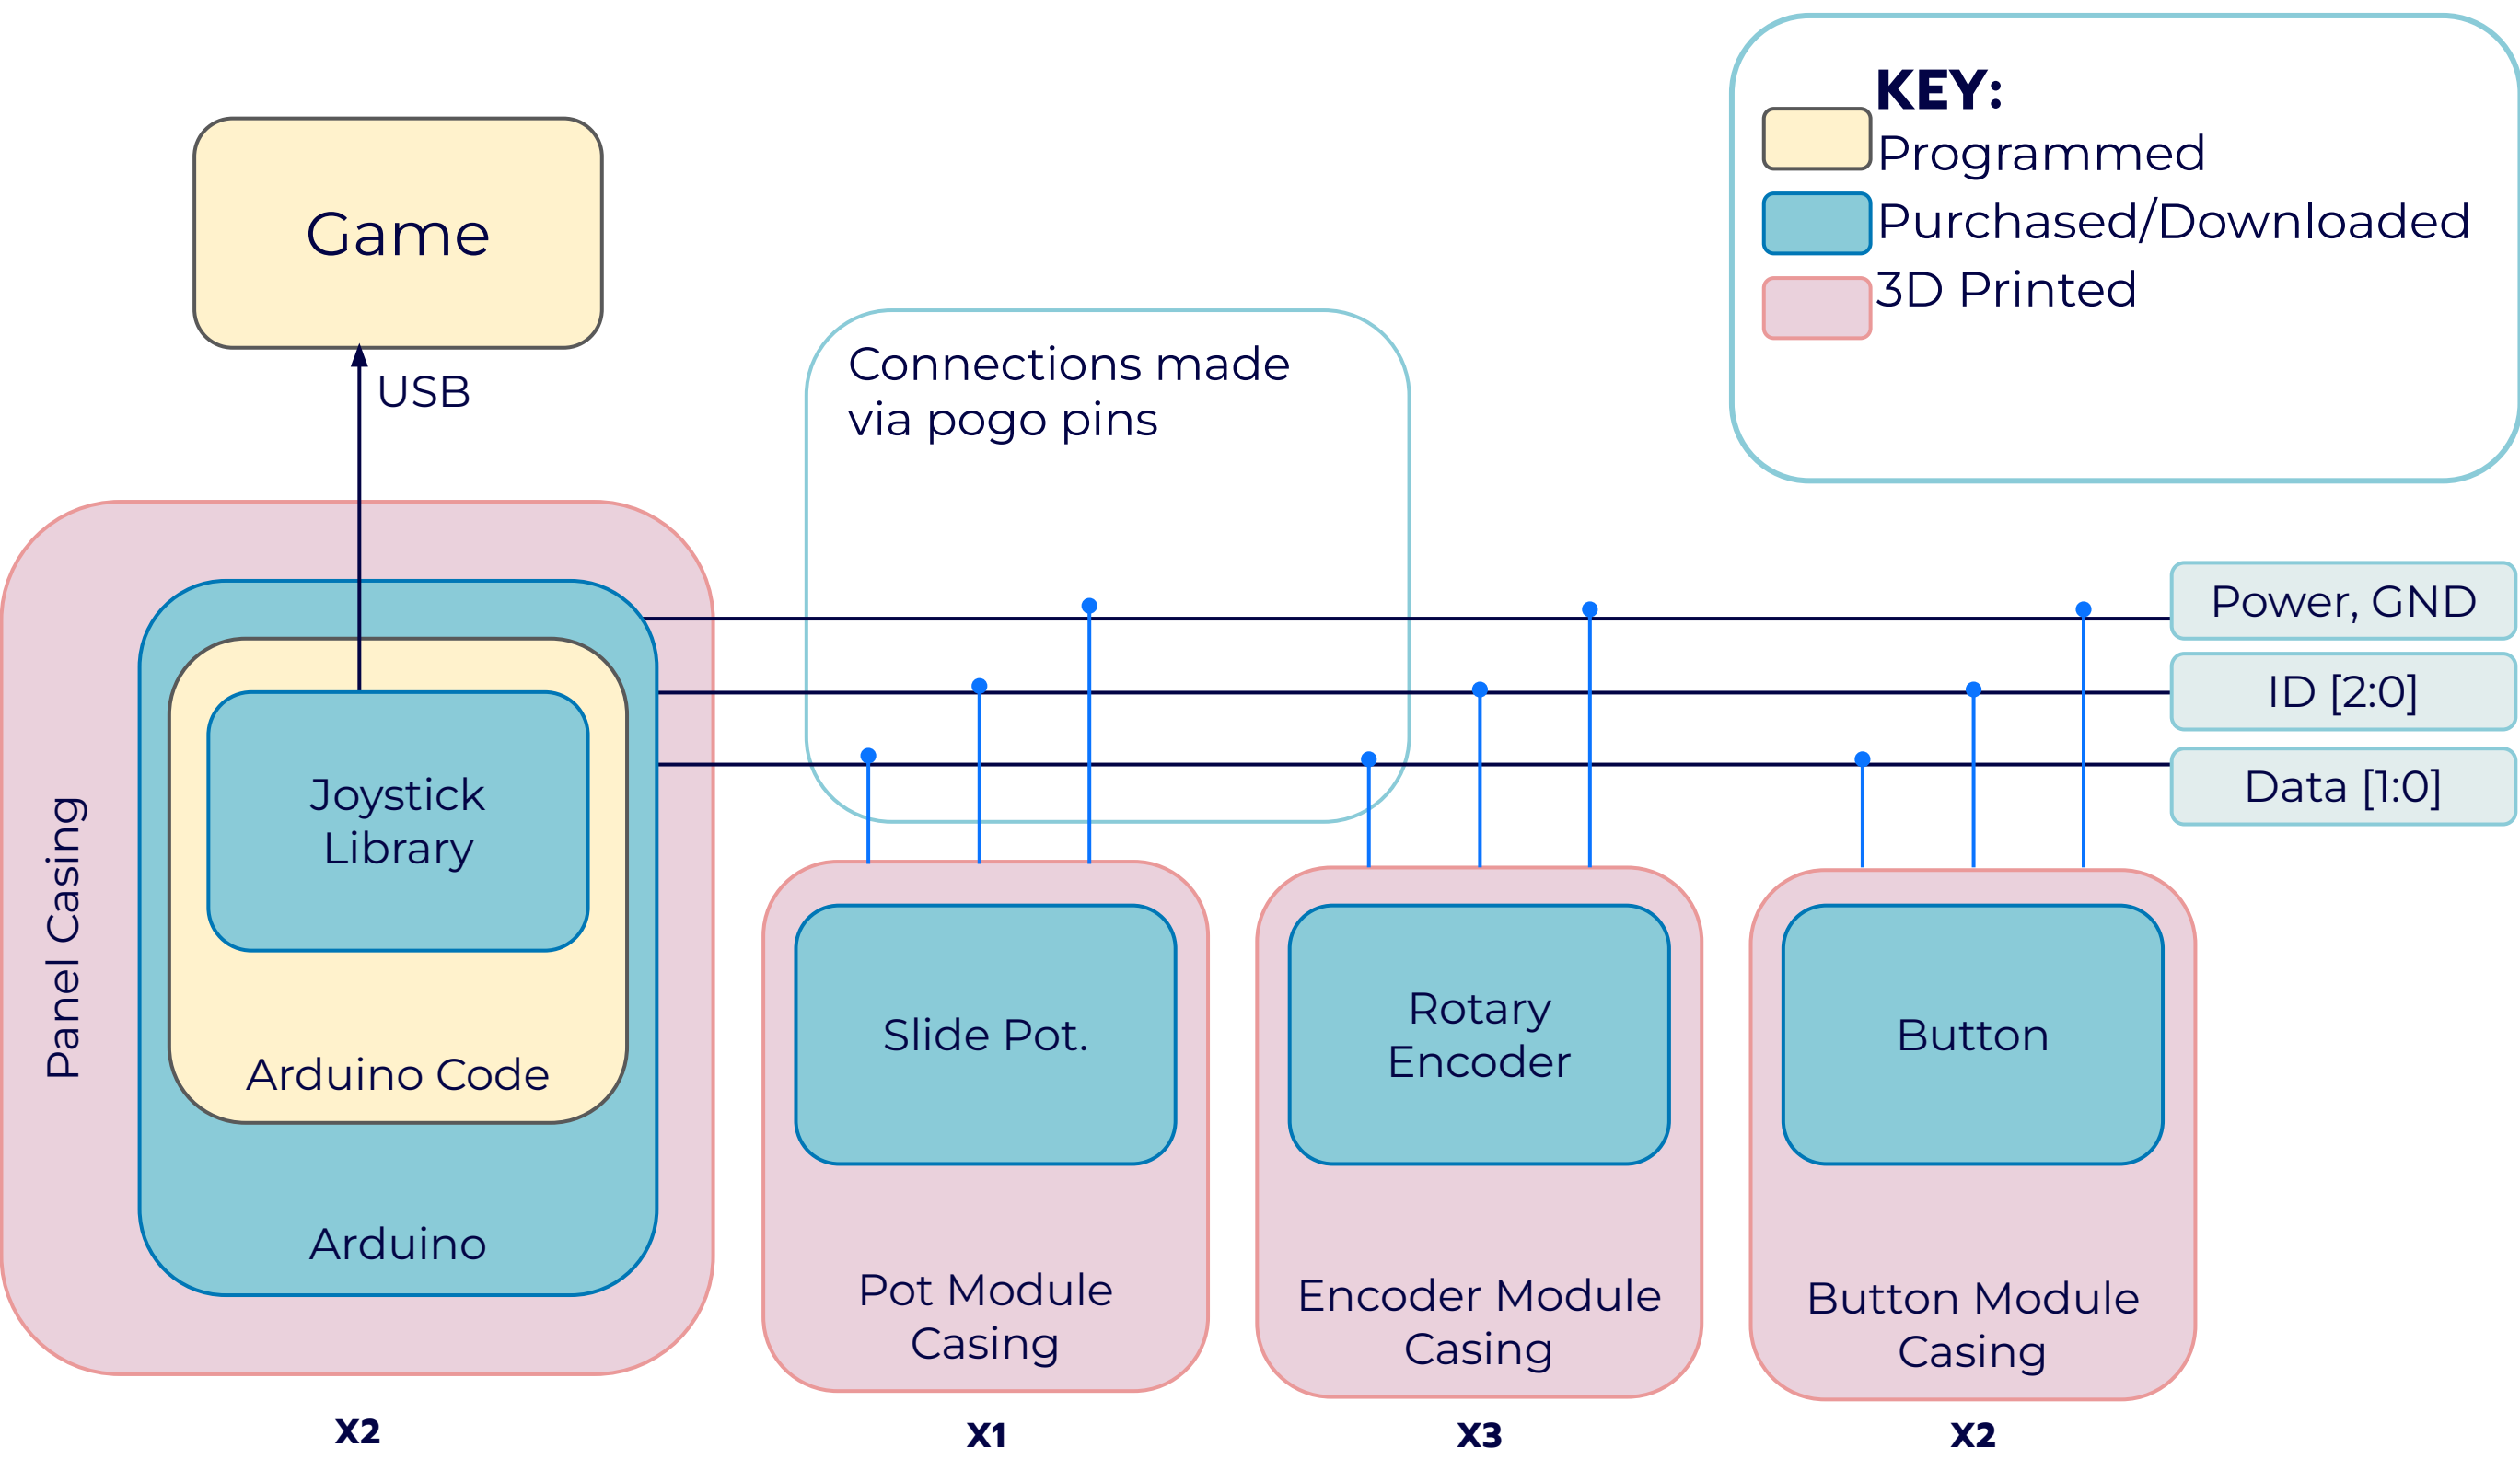 KEY:
Programmed
Purchased/Downloaded
3D Printed
Game
USB
Connections made
via pogo pins
Power, GND
ID [2:0]
Data [1:0]
Panel Casing
Joystick
Library
Arduino Code
Arduino
Slide Pot.
Pot Module
Casing
Rotary
Encoder
Encoder Module
Casing
Button
Button Module
Casing
X2
X1
X3
X2